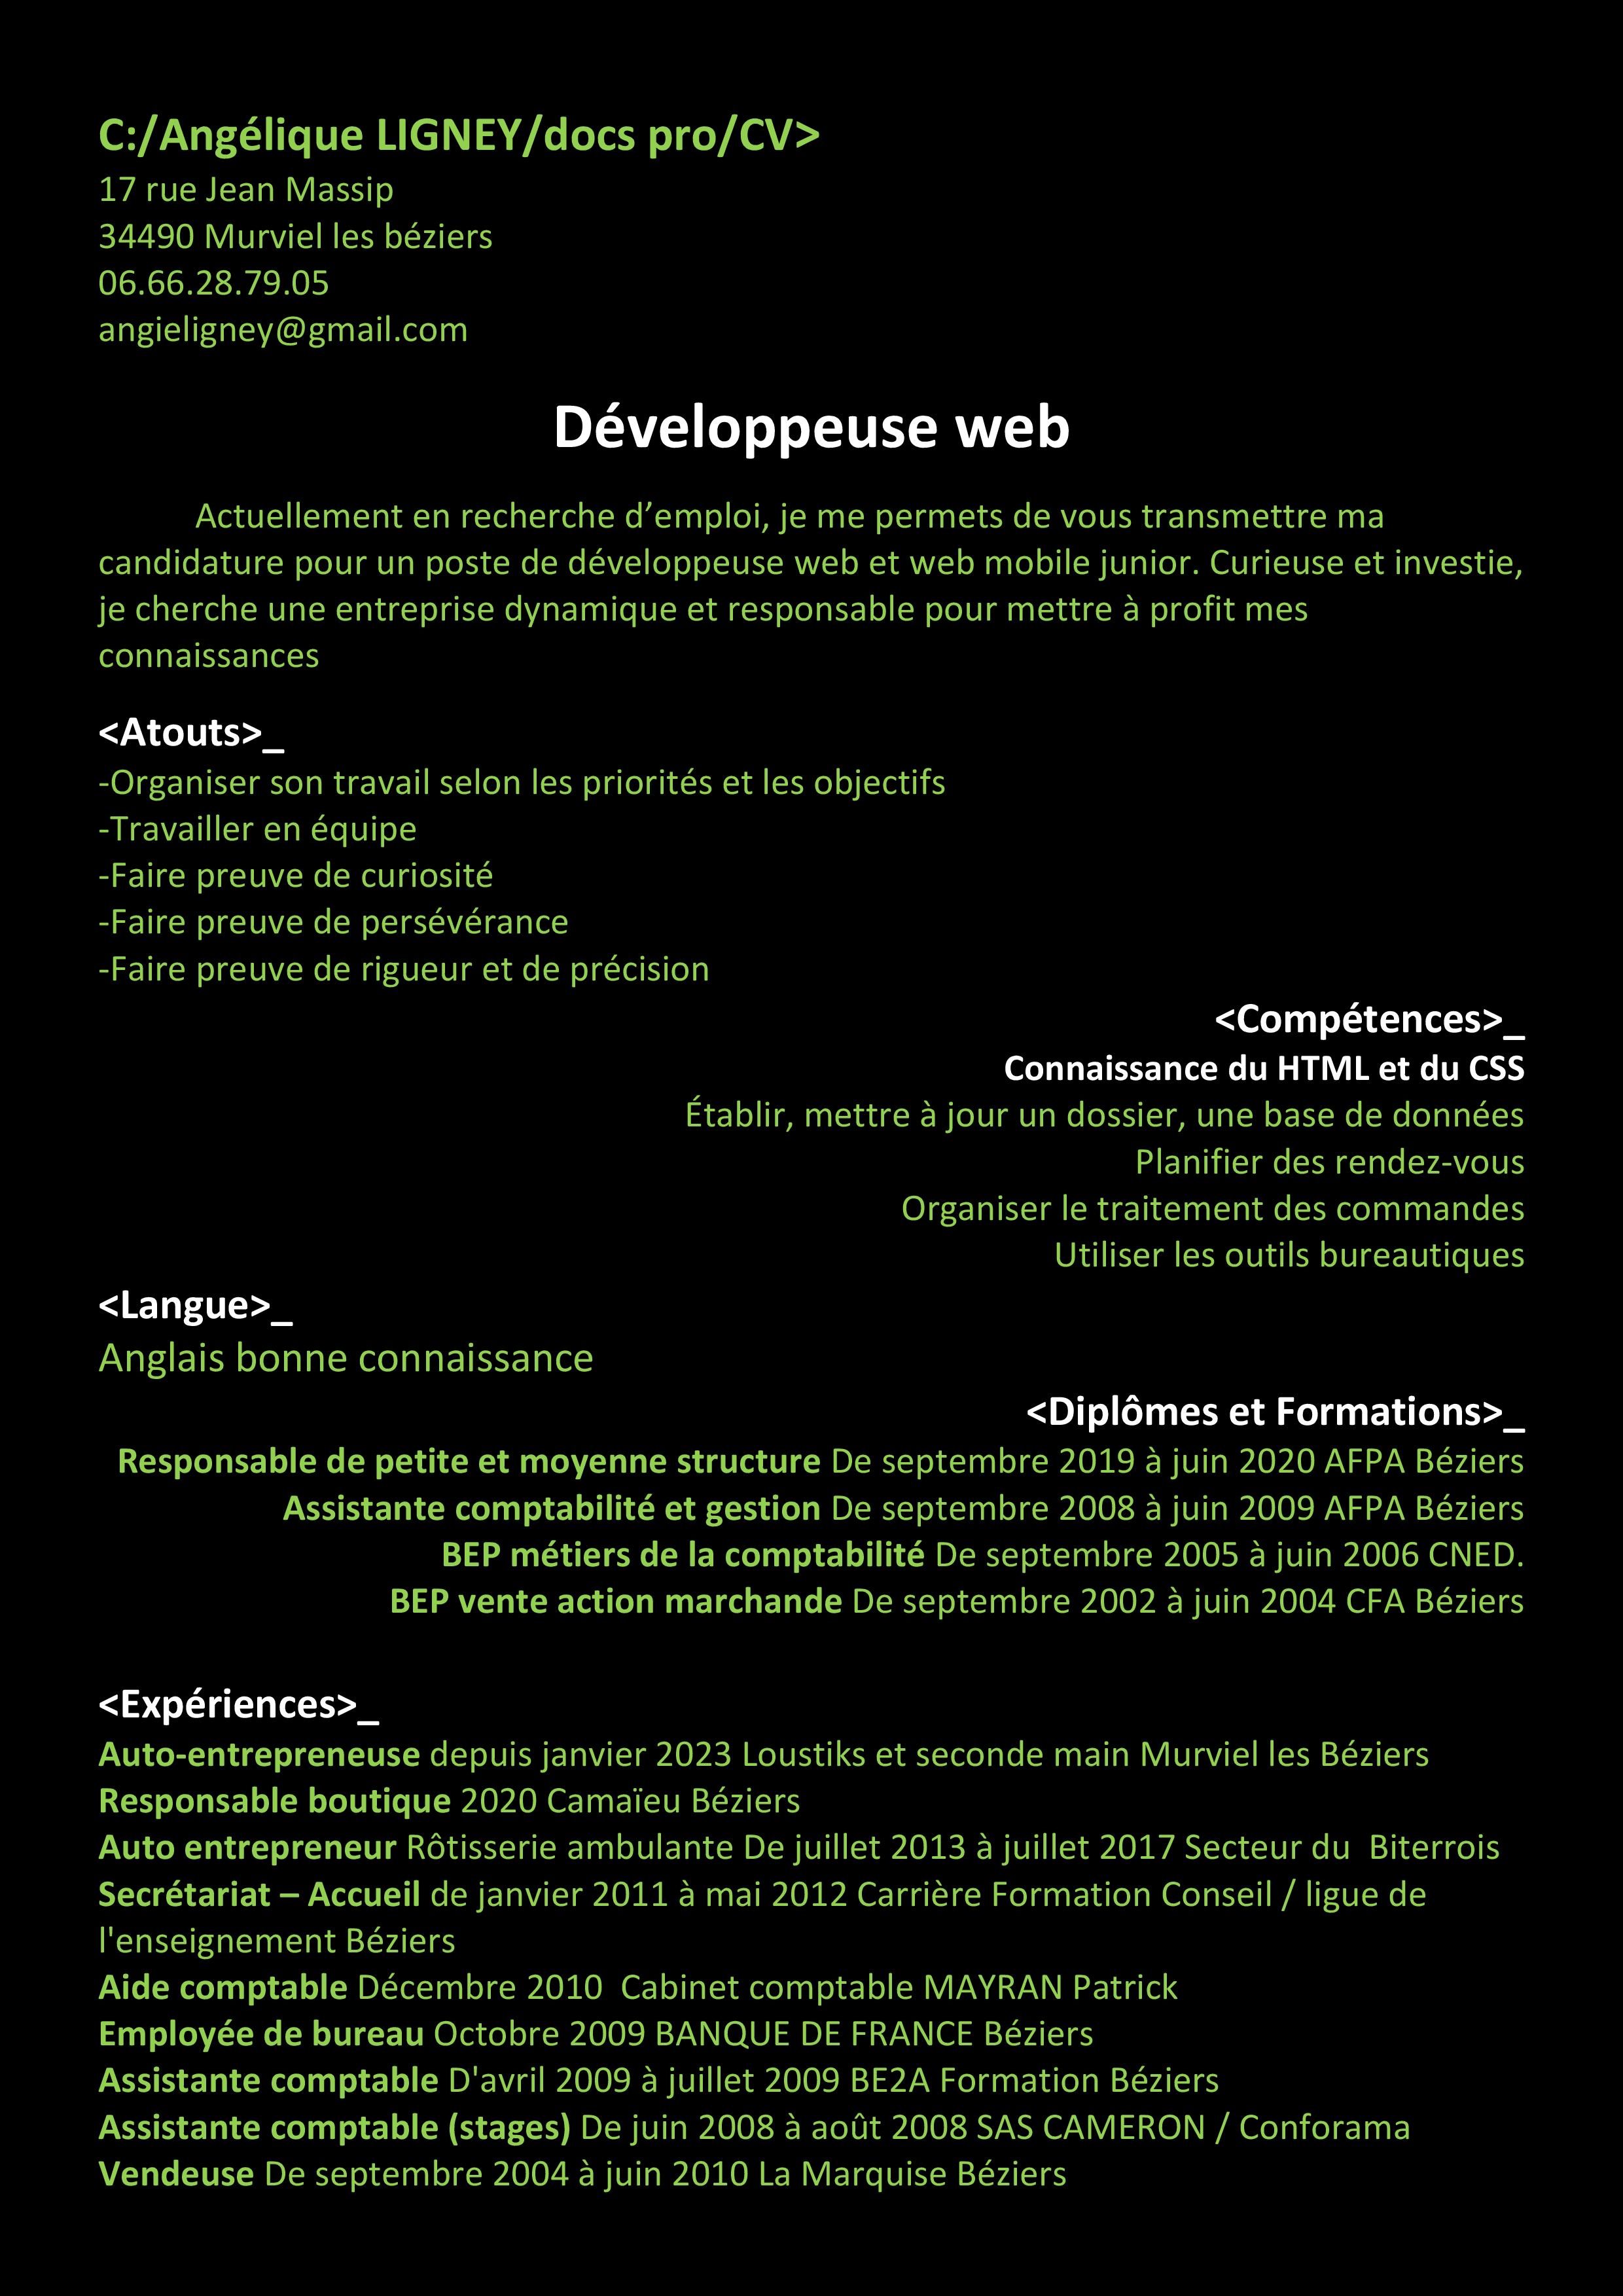 C:/Angélique LIGNEY/docs pro/CV>
17 rue Jean Massip
34490 Murviel les béziers
06.66.28.79.05
angieligney@gmail.com
Développeuse web
Actuellement en recherche d’emploi, je me permets de vous transmettre ma
candidature pour un poste de développeuse web et web mobile junior. Curieuse et investie,
je cherche une entreprise dynamique et responsable pour mettre à profit mes
connaissances
<Atouts>_
-Organiser son travail selon les priorités et les objectifs
-Travailler en équipe
-Faire preuve de curiosité
-Faire preuve de persévérance
-Faire preuve de rigueur et de précision
<Compétences>_
Connaissance du HTML et du CSS
Établir, mettre à jour un dossier, une base de données
Planifier des rendez-vous
Organiser le traitement des commandes
Utiliser les outils bureautiques
<Langue>_
Anglais bonne connaissance
<Diplômes et Formations>_
Responsable de petite et moyenne structure De septembre 2019 à juin 2020 AFPA Béziers
Assistante comptabilité et gestion De septembre 2008 à juin 2009 AFPA Béziers
BEP métiers de la comptabilité De septembre 2005 à juin 2006 CNED.
BEP vente action marchande De septembre 2002 à juin 2004 CFA Béziers
<Expériences>_
Auto-entrepreneuse depuis janvier 2023 Loustiks et seconde main Murviel les Béziers
Responsable boutique 2020 Camaïeu Béziers
Auto entrepreneur Rôtisserie ambulante De juillet 2013 à juillet 2017 Secteur du  Biterrois
Secrétariat – Accueil de janvier 2011 à mai 2012 Carrière Formation Conseil / ligue de
l'enseignement Béziers
Aide comptable Décembre 2010  Cabinet comptable MAYRAN Patrick
Employée de bureau Octobre 2009 BANQUE DE FRANCE Béziers
Assistante comptable D'avril 2009 à juillet 2009 BE2A Formation Béziers
Assistante comptable (stages) De juin 2008 à août 2008 SAS CAMERON / Conforama
Vendeuse De septembre 2004 à juin 2010 La Marquise Béziers